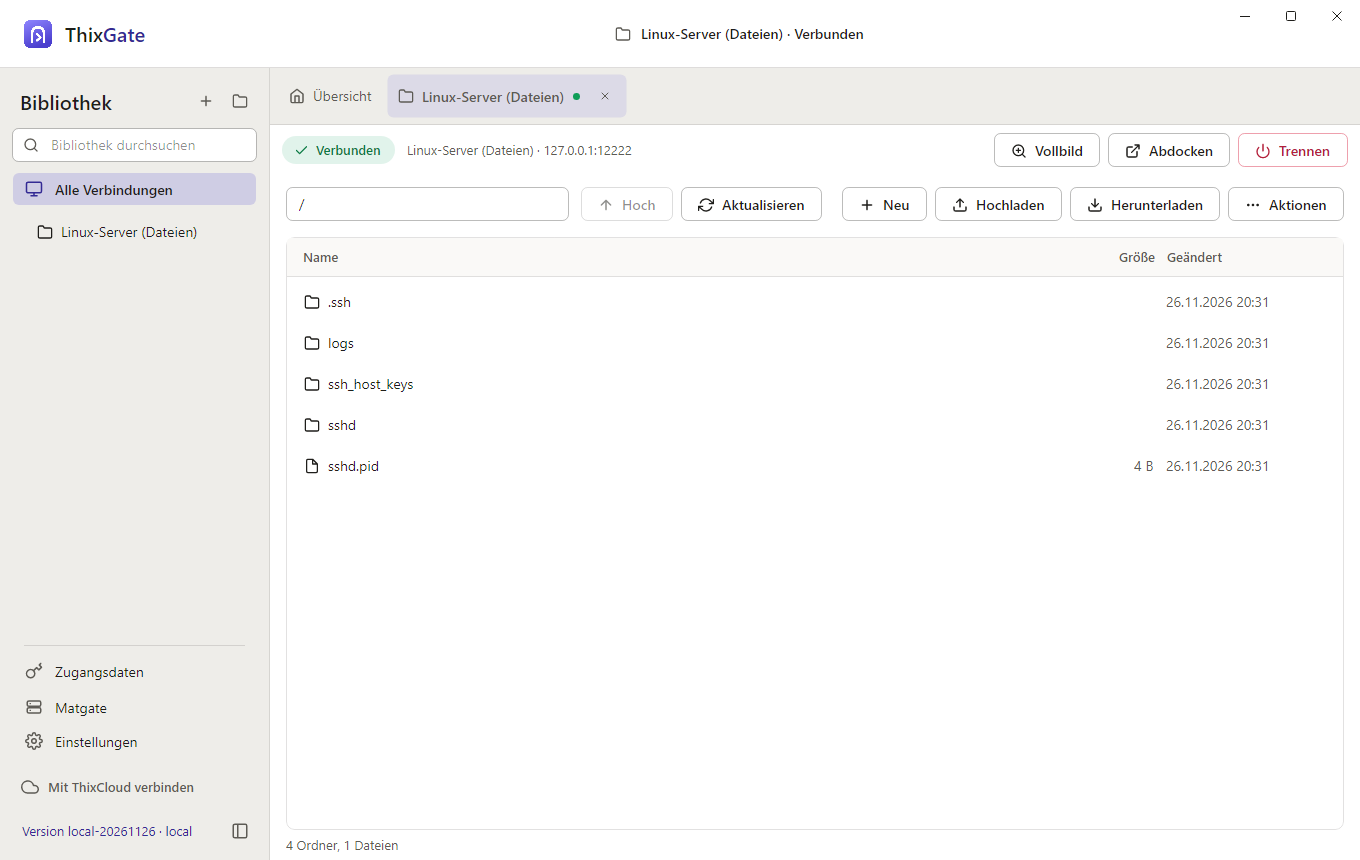 ThixGate
Linux-Server (Dateien) · Verbunden
Bibliothek
Bibliothek durchsuchen
Alle Verbindungen
Linux-Server (Dateien)
Zugangsdaten
Matgate
Einstellungen
Mit ThixCloud verbinden
Version local-20261126 · local
Übersicht
Linux-Server (Dateien)
Verbunden
Linux-Server (Dateien) · 127.0.0.1:12222
Vollbild
Abdocken
Trennen
/
Hoch
Aktualisieren
Neu
Hochladen
Herunterladen
Aktionen
Name Größe Geändert
.ssh 26.11.2026 20:31
logs 26.11.2026 20:31
ssh_host_keys 26.11.2026 20:31
sshd 26.11.2026 20:31
sshd.pid 4 B 26.11.2026 20:31
4 Ordner, 1 Dateien